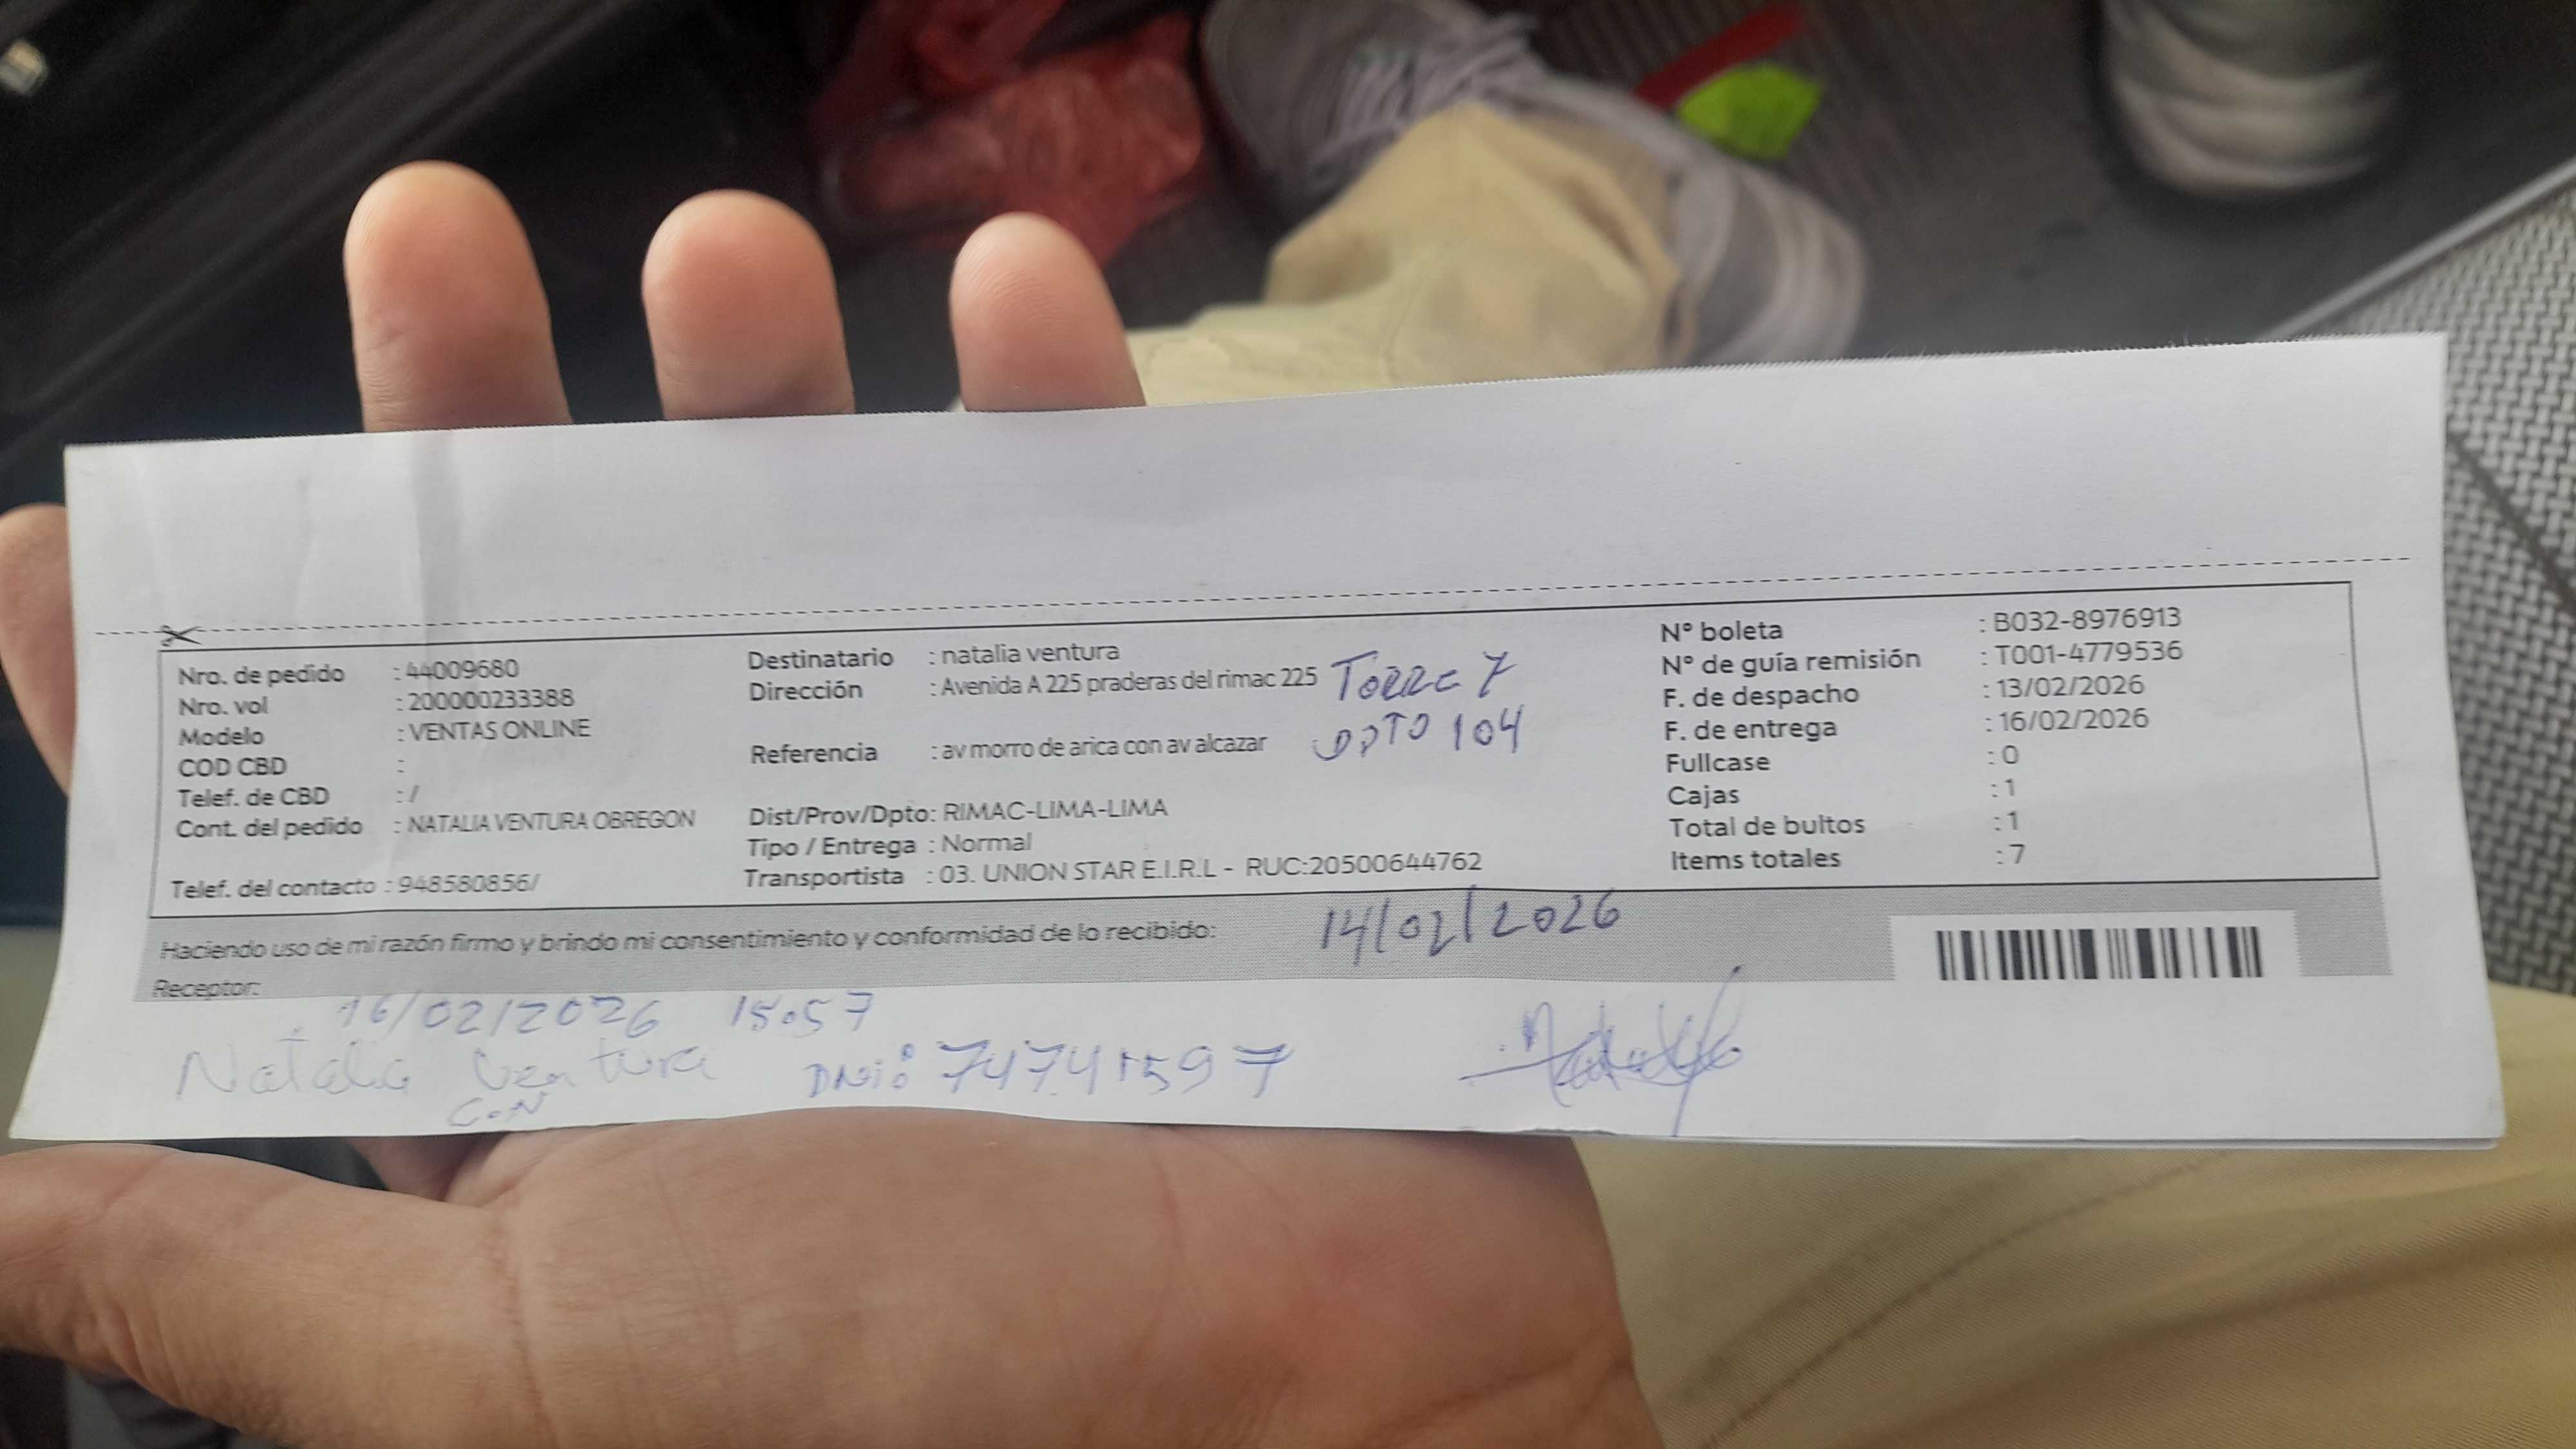 Nro. de pedido : 44009680
Nro. vol : 200000233388
Modelo : VENTAS ONLINE
COD CBD :
Telef. de CBD : /
Cont. del pedido : NATALIA VENTURA OBREGON
Telef. del contacto : 948580856/
Destinatario : natalia ventura
Dirección : Avenida A 225 praderas del rimac 225 TORRE 7
DPTO 104
Referencia : av morro de arica con av alcazar
Dist/Prov/Dpto: RIMAC-LIMA-LIMA
Tipo / Entrega : Normal
Transportista : 03. UNION STAR E.I.R.L - RUC:20500644762
N° boleta : B032-8976913
N° de guía remisión : T001-4779536
F. de despacho : 13/02/2026
F. de entrega : 16/02/2026
Fullcase : 0
Cajas : 1
Total de bultos : 1
Items totales : 7
Haciendo uso de mi razón firmo y brindo mi consentimiento y conformidad de lo recibido: 14/02/2026
Receptor:
16/02/2026 15:57
Natalia Ventura DNI: 74741597